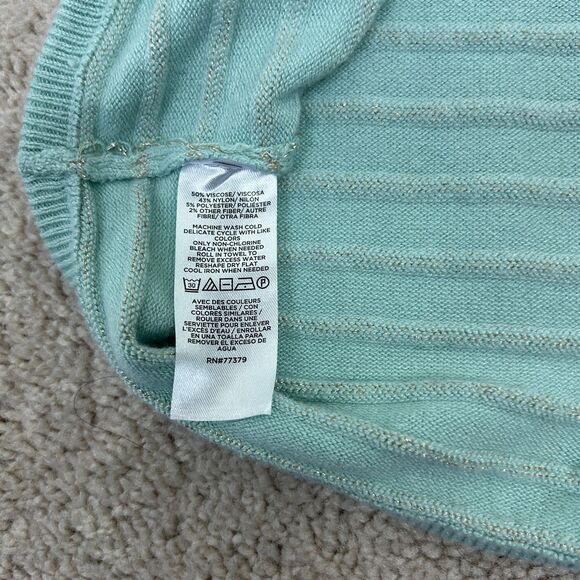 50% VISCOSE/ VISCOSA
43% NYLON/ NILÓN
5% POLYESTER/ POLIÉSTER
2% OTHER FIBER/ AUTRE
FIBRE/ OTRA FIBRA
MACHINE WASH COLD
DELICATE CYCLE WITH LIKE
COLORS
ONLY NON-CHLORINE
BLEACH WHEN NEEDED
ROLL IN TOWEL TO
REMOVE EXCESS WATER
RESHAPE DRY FLAT
COOL IRON WHEN NEEDED
30 P
AVEC DES COULEURS
SEMBLABLES / CON
COLORES SIMILARES /
ROULER DANS UNE
SERVIETTE POUR ENLEVER
L'EXCÈS D'EAU / ENROLLAR
EN UNA TOALLA PARA
REMOVER EL EXCESO DE
AGUA
RN#77379